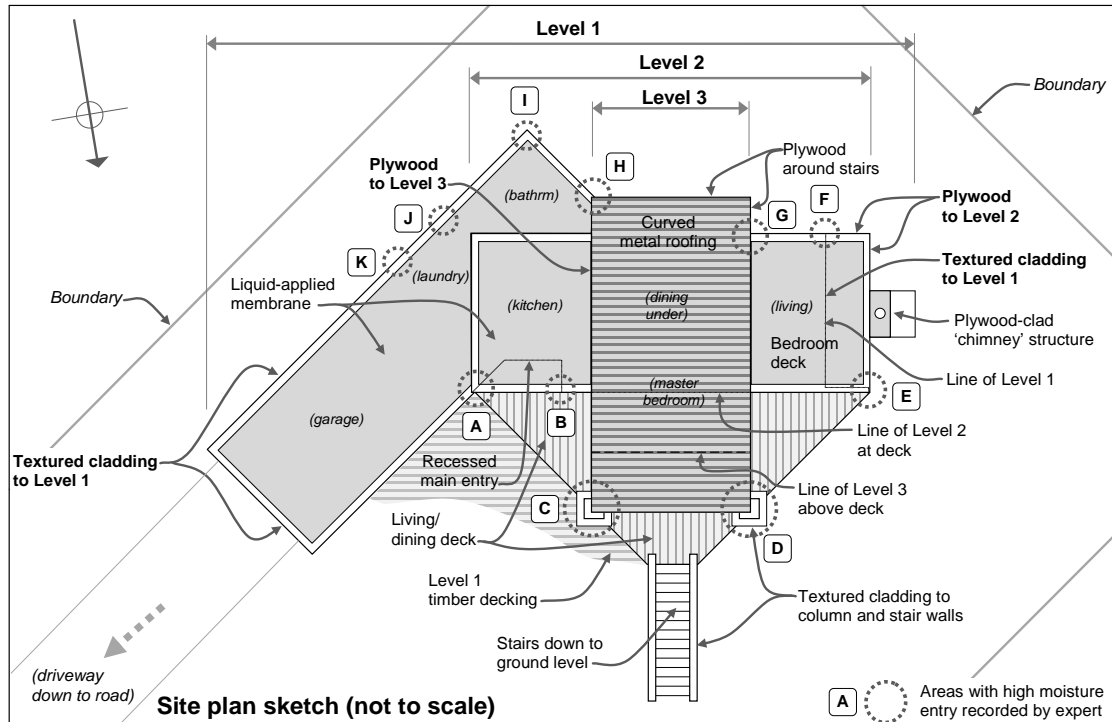 Level 1
Level 2
Level 3
Boundary
I
H
Plywood
to Level 3
(bathrm)
Plywood
around stairs
G
F
Plywood
to Level 2
J
K
Curved
metal roofing
Textured cladding
to Level 1
Boundary
Liquid-applied
membrane
(laundry)
(kitchen)
(dining
under)
(living)
Bedroom
deck
Plywood-clad
'chimney' structure
Line of Level 1
(master
bedroom)
(garage)
A
B
E
Textured cladding
to Level 1
Recessed
main entry
Line of Level 2
at deck
Line of Level 3
above deck
C
D
Living/
dining deck
Level 1
timber decking
Textured cladding to
column and stair walls
Stairs down to
ground level
(driveway
down to road)
Site plan sketch (not to scale)
A
Areas with high moisture
entry recorded by expert